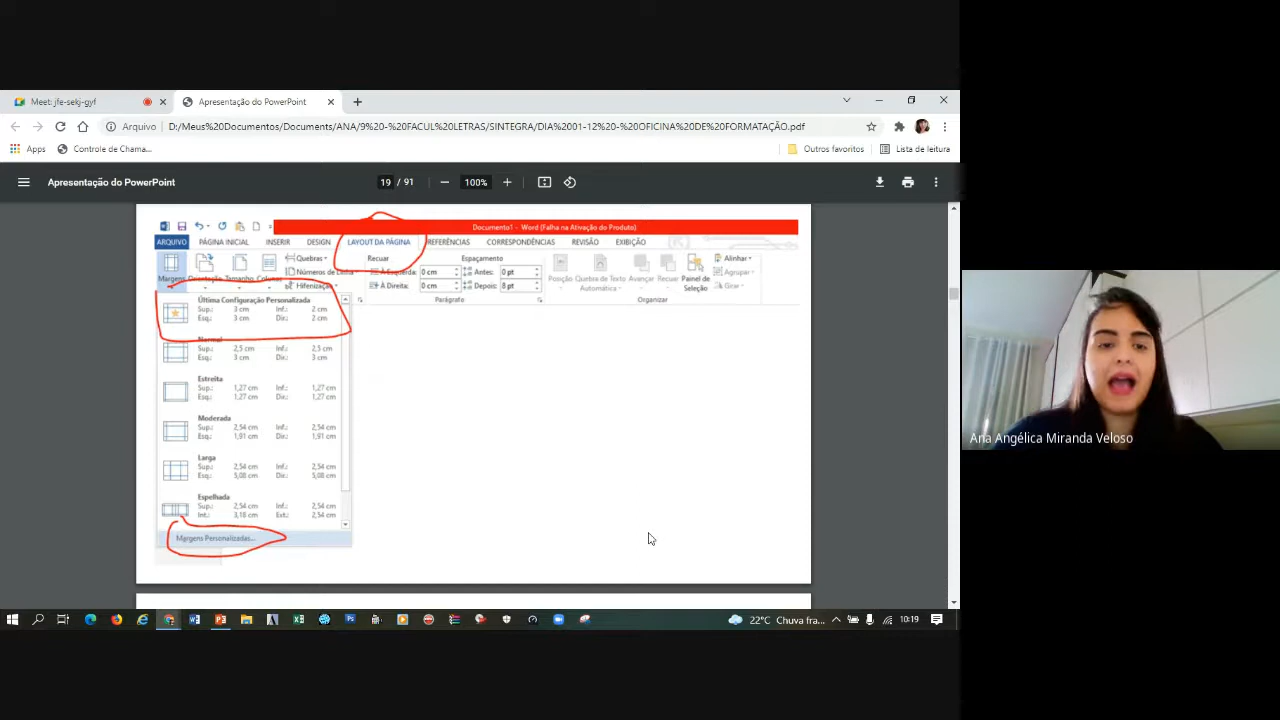 Meet: jfe-sekj-gyf
Apresentação do PowerPoint
Arquivo
D:/Meus%20Documentos/Documents/ANA/9%20-%20FACUL%20LETRAS/SINTEGRA/DIA%2001-12%20-%20OFICINA%20DE%20FORMATAÇÃO.pdf
Apps
Controle de Chama...
Outros favoritos
Lista de leitura
Apresentação do PowerPoint
19 / 91
100%
Documento1 - Word (Falha na Ativação do Produto)
ARQUIVO PÁGINA INICIAL INSERIR DESIGN LAYOUT DA PÁGINA REFERÊNCIAS CORRESPONDÊNCIAS REVISÃO EXIBIÇÃO
Quebras
Recuar
Espaçamento
Alinhar
Números de Linha
À Esquerda: 0 cm
Antes: 0 pt
Agrupar
Margens Orientação Tamanho Colunas
Hifenização
À Direita: 0 cm
Depois: 8 pt
Posição
Quebra de Texto Automática
Avançar
Recuar
Painel de Seleção
Girar
Parágrafo
Organizar
Última Configuração Personalizada
Sup.: 3 cm Inf.: 2 cm
Esq.: 3 cm Dir.: 2 cm
Normal
Sup.: 2,5 cm Inf.: 2,5 cm
Esq.: 3 cm Dir.: 3 cm
Estreita
Sup.: 1,27 cm Inf.: 1,27 cm
Esq.: 1,27 cm Dir.: 1,27 cm
Moderada
Sup.: 2,54 cm Inf.: 2,54 cm
Esq.: 1,91 cm Dir.: 1,91 cm
Larga
Sup.: 2,54 cm Inf.: 2,54 cm
Esq.: 5,08 cm Dir.: 5,08 cm
Espelhada
Sup.: 2,54 cm Inf.: 2,54 cm
Int.: 3,18 cm Ext.: 2,54 cm
Margens Personalizadas...
Ana Angélica Miranda Veloso
22°C Chuva fra...
10:19